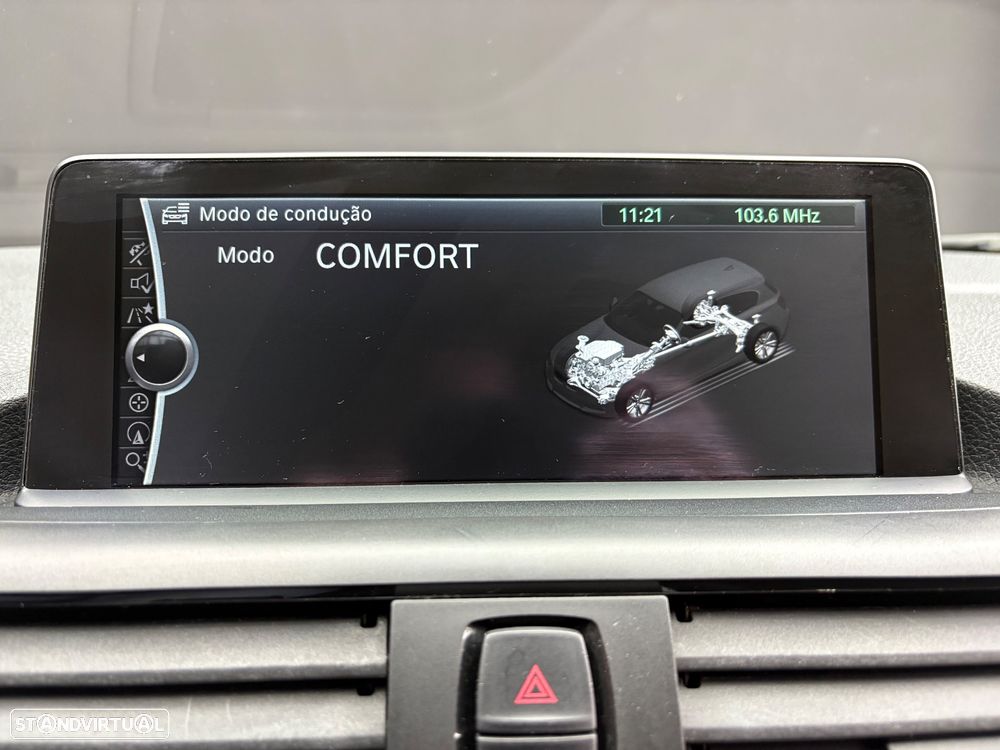 Modo de condução 11:21 103.6 MHz
Modo COMFORT
STANDVIRTUAL